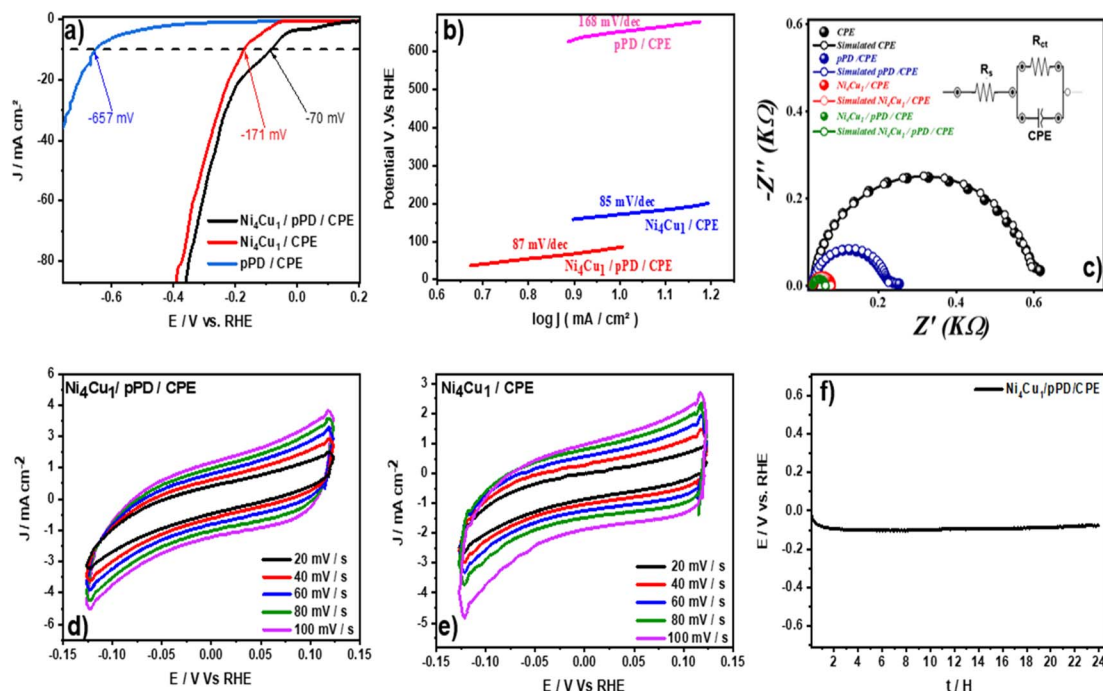 a)
J / mA cm⁻²
0
-20
-40
-60
-80
-657 mV
-171 mV
-70 mV
Ni₄Cu₁ / pPD / CPE
Ni₄Cu₁ / CPE
pPD / CPE
-0.6 -0.4 -0.2 0.0 0.2
E / V vs. RHE
b)
Potential V .Vs RHE
600
500
400
300
200
100
0
168 mV/dec
pPD / CPE
85 mV/dec
Ni₄Cu₁ / CPE
87 mV/dec
Ni₄Cu₁ / pPD / CPE
0.6 0.7 0.8 0.9 1.0 1.1 1.2
log J ( mA / cm² )
-Z'' (KΩ)
0.6
0.4
0.2
0.0
CPE
Simulated CPE
pPD /CPE
Simulated pPD /CPE
Ni₄Cu₁ / CPE
Simulated Ni₄Cu₁ / CPE
Ni₄Cu₁ / pPD / CPE
Simulated Ni₄Cu₁ / pPD / CPE
Rct
Rs
CPE
c)
0.2 0.4 0.6
Z' (KΩ)
Ni₄Cu₁/ pPD / CPE
J / mA cm⁻²
6
5
3
2
0
-2
-3
-5
-6
20 mV / s
40 mV / s
60 mV / s
80 mV / s
100 mV / s
d)
-0.15 -0.10 -0.05 0.00 0.05 0.10 0.15
E / V Vs RHE
Ni₄Cu₁ / CPE
J / mA cm⁻²
3
2
1
0
-1
-2
-3
-4
-5
20 mV / s
40 mV / s
60 mV / s
80 mV / s
100 mV / s
e)
-0.15 -0.10 -0.05 0.00 0.05 0.10 0.15
E / V Vs RHE
f)
Ni₄Cu₁/pPD/CPE
E / V vs. RHE
0.6
0.4
0.2
0.0
-0.2
-0.4
-0.6
2 4 6 8 10 12 14 16 18 20 22 24
t / H